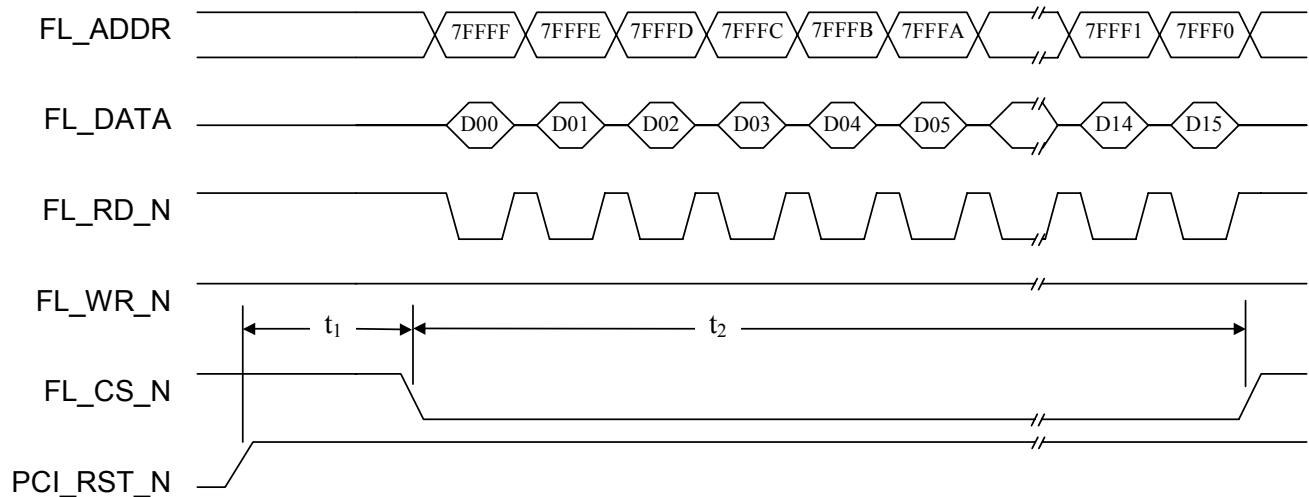 FL_ADDR 7FFFF 7FFFE 7FFFD 7FFFC 7FFFB 7FFFA 7FFF1 7FFF0
FL_DATA D00 D01 D02 D03 D04 D05 D14 D15
FL_RD_N
FL_WR_N
t1 t2
FL_CS_N
PCI_RST_N